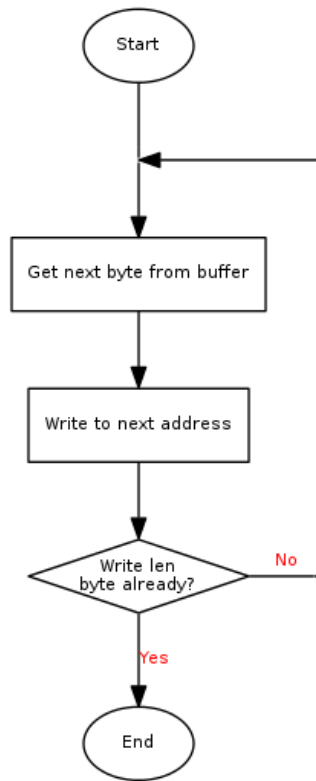 Start
Get next byte from buffer
Write to next address
Write len
byte already?
No
Yes
End